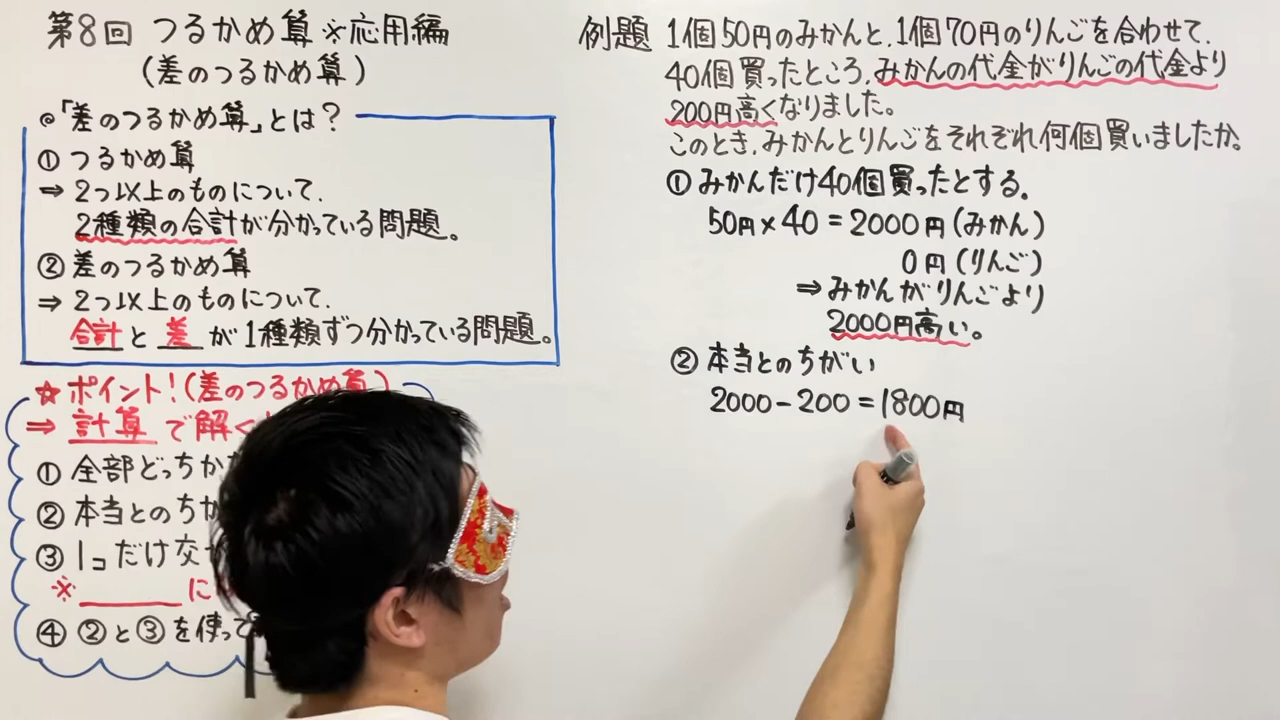 第8回 つるかめ算 ※応用編
(差のつるかめ算)
◎「差のつるかめ算」とは?
① つるかめ算
⇒ 2つ以上のものについて、
2種類の合計が分かっている問題。
② 差のつるかめ算
⇒ 2つ以上のものについて、
合計と差が1種類ずつ分かっている問題。
☆ポイント!(差のつるかめ算)
⇒ 計算で解く
① 全部どっちか
② 本当とのちが
③ 1コだけ交
※ に
④ ②と③を使って
例題 1個50円のみかんと、1個70円のりんごを合わせて、
40個買ったところ、みかんの代金がりんごの代金より
200円高くなりました。
このとき、みかんとりんごをそれぞれ何個買いましたか。
① みかんだけ40個買ったとする。
50円×40=2000円(みかん)
0円(りんご)
⇒ みかんがりんごより
2000円高い。
② 本当とのちがい
2000-200=1800円